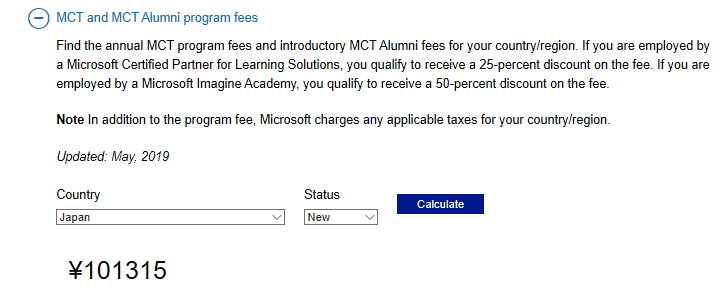 MCT and MCT Alumni program fees
Find the annual MCT program fees and introductory MCT Alumni fees for your country/region. If you are employed by
a Microsoft Certified Partner for Learning Solutions, you qualify to receive a 25-percent discount on the fee. If you are
employed by a Microsoft Imagine Academy, you qualify to receive a 50-percent discount on the fee.
Note In addition to the program fee, Microsoft charges any applicable taxes for your country/region.
Updated: May, 2019
Country Status
Japan New Calculate
¥101315